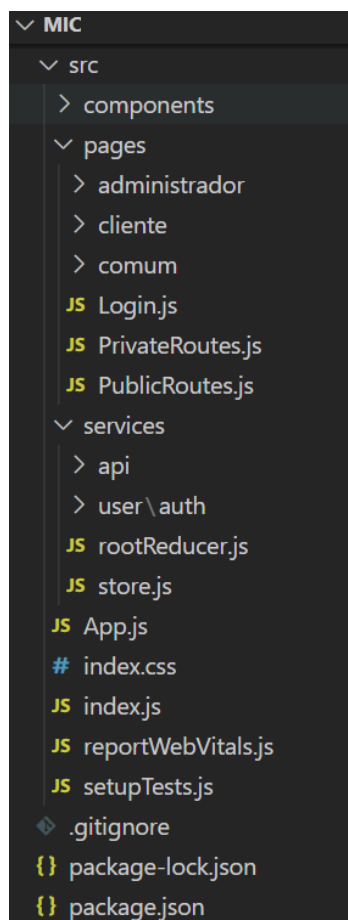 MIC
src
components
pages
administrador
cliente
comum
JS Login.js
JS PrivateRoutes.js
JS PublicRoutes.js
services
api
user\auth
JS rootReducer.js
JS store.js
JS App.js
# index.css
JS index.js
JS reportWebVitals.js
JS setupTests.js
.gitignore
{} package-lock.json
{} package.json